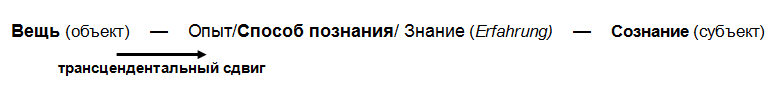 Вещь (объект) — Опыт/Способ познания/ Знание (Erfahrung) — Сознание (субъект)
трансцендентальный сдвиг